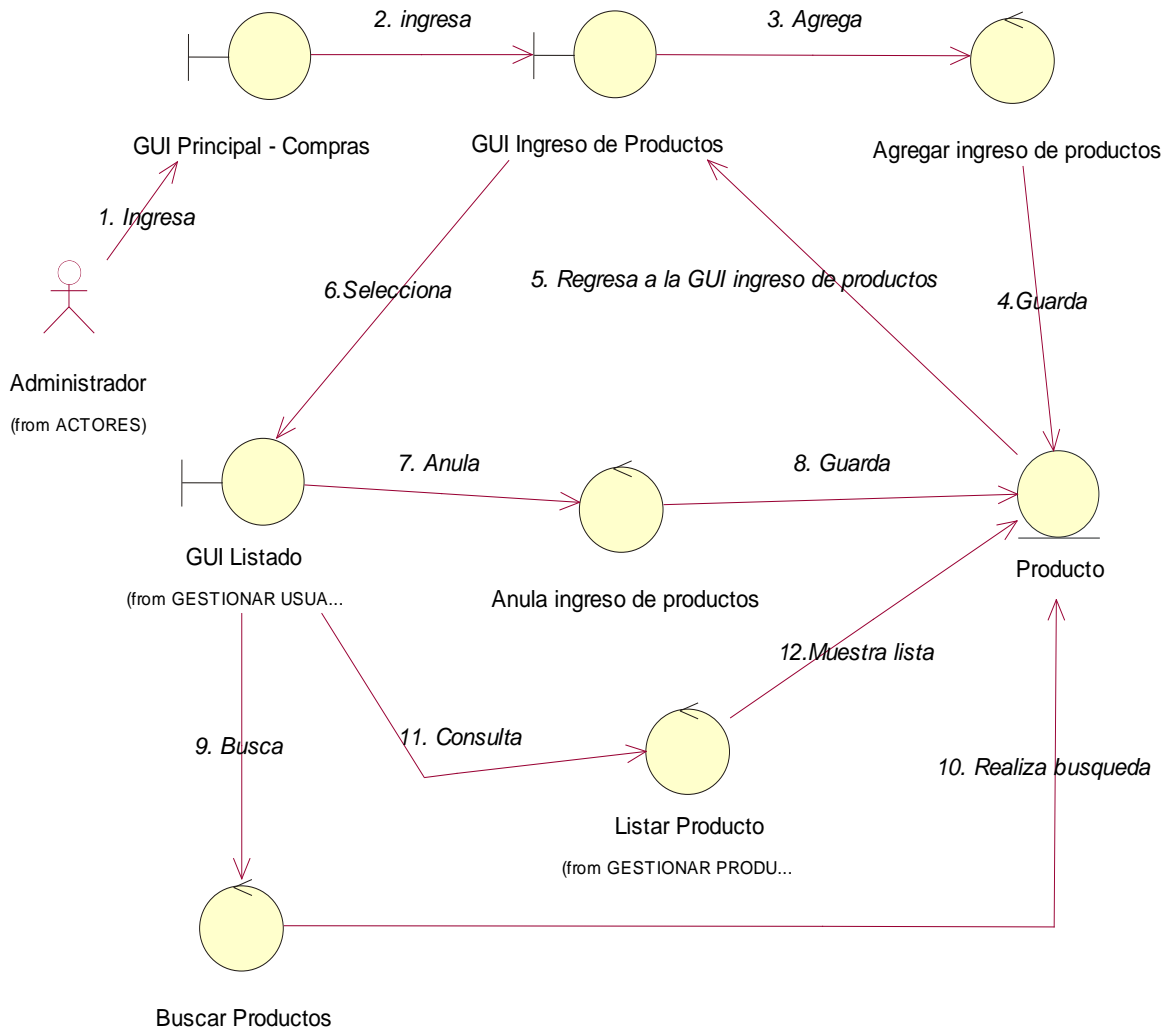 2. ingresa
3. Agrega
GUI Principal - Compras
GUI Ingreso de Productos
Agregar ingreso de productos
1. Ingresa
6.Selecciona
5. Regresa a la GUI ingreso de productos
4.Guarda
Administrador
(from ACTORES)
7. Anula
8. Guarda
GUI Listado
(from GESTIONAR USUA...
Anula ingreso de productos
Producto
12.Muestra lista
9. Busca
11. Consulta
10. Realiza busqueda
Listar Producto
(from GESTIONAR PRODU...
Buscar Productos